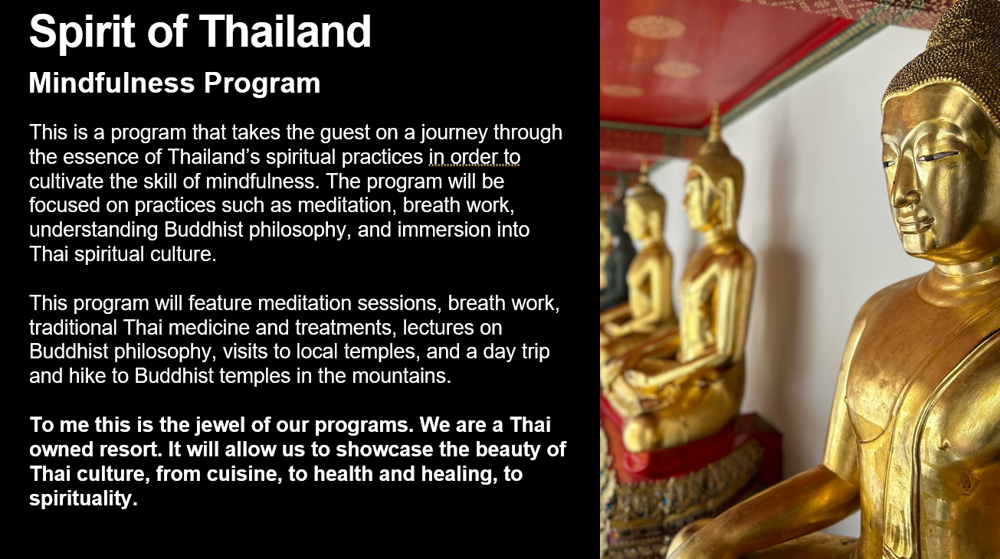 Spirit of Thailand
Mindfulness Program
This is a program that takes the guest on a journey through
the essence of Thailand’s spiritual practices in order to
cultivate the skill of mindfulness. The program will be
focused on practices such as meditation, breath work,
understanding Buddhist philosophy, and immersion into
Thai spiritual culture.
This program will feature meditation sessions, breath work,
traditional Thai medicine and treatments, lectures on
Buddhist philosophy, visits to local temples, and a day trip
and hike to Buddhist temples in the mountains.
To me this is the jewel of our programs. We are a Thai
owned resort. It will allow us to showcase the beauty of
Thai culture, from cuisine, to health and healing, to
spirituality.